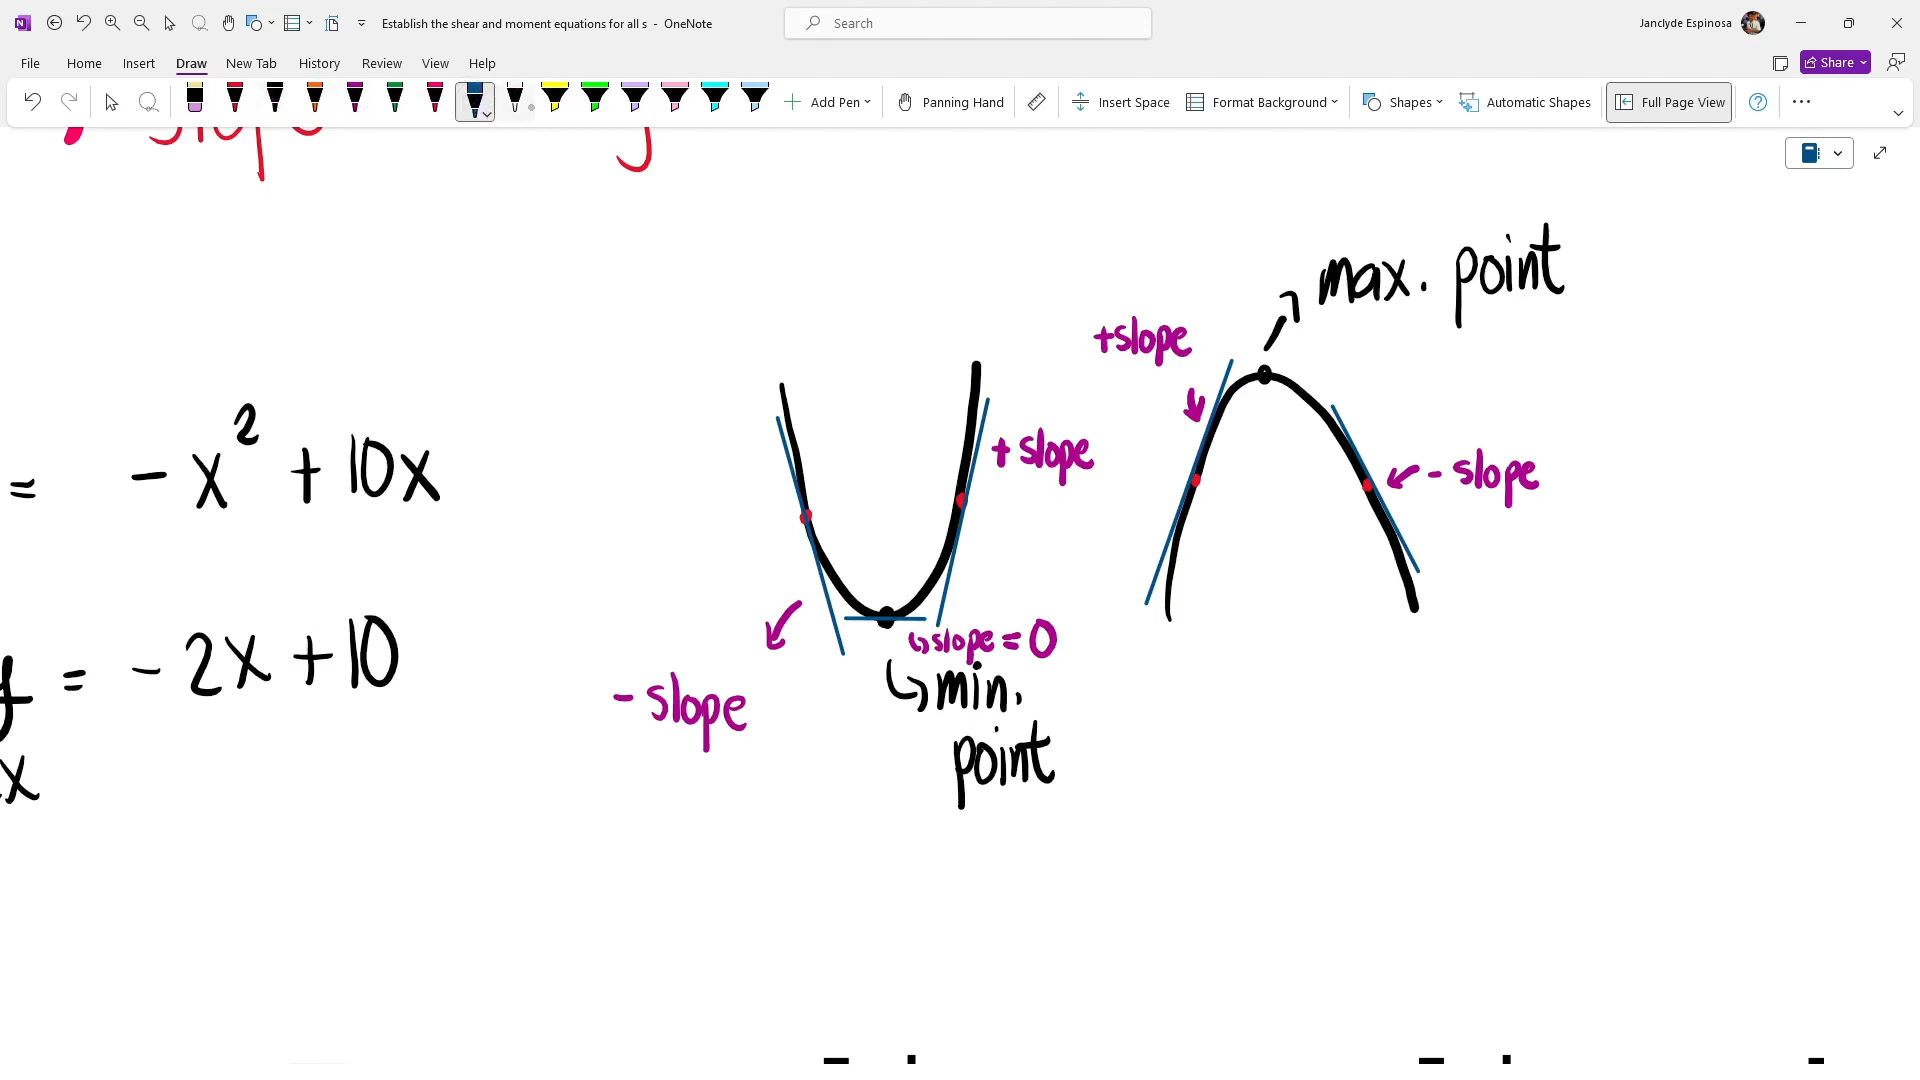 Establish the shear and moment equations for all s - OneNote
Search
Janclyde Espinosa
File Home Insert Draw New Tab History Review View Help
Share
Add Pen Panning Hand Insert Space Format Background Shapes Automatic Shapes Full Page View
slope
max. point
+slope
+ slope
- slope
= -x² + 10x
slope = 0
min.
point
- slope
= -2x + 10
x